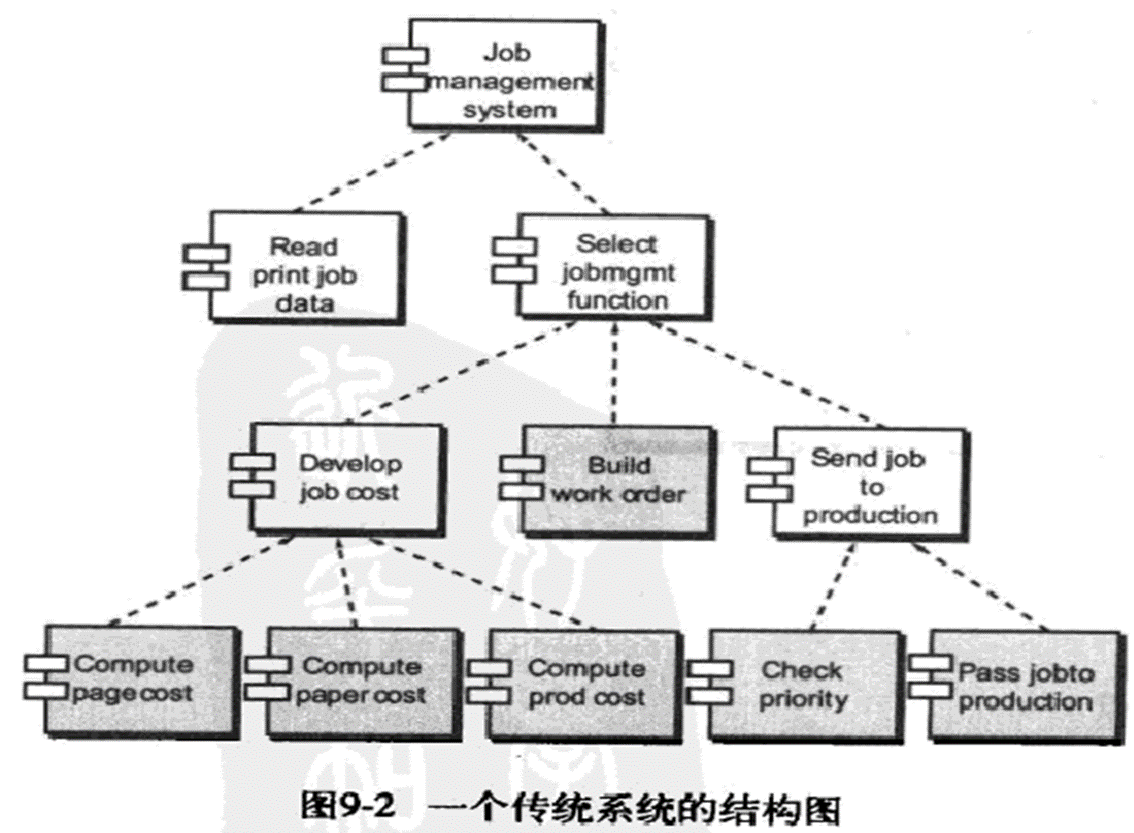 Job
management
system
Read
print job
data
Select
jobmgmt
function
Develop
job cost
Build
work order
Send job
to
production
Compute
page cost
Compute
paper cost
Compute
prod cost
Check
priority
Pass jobto
production
图9-2 一个传统系统的结构图